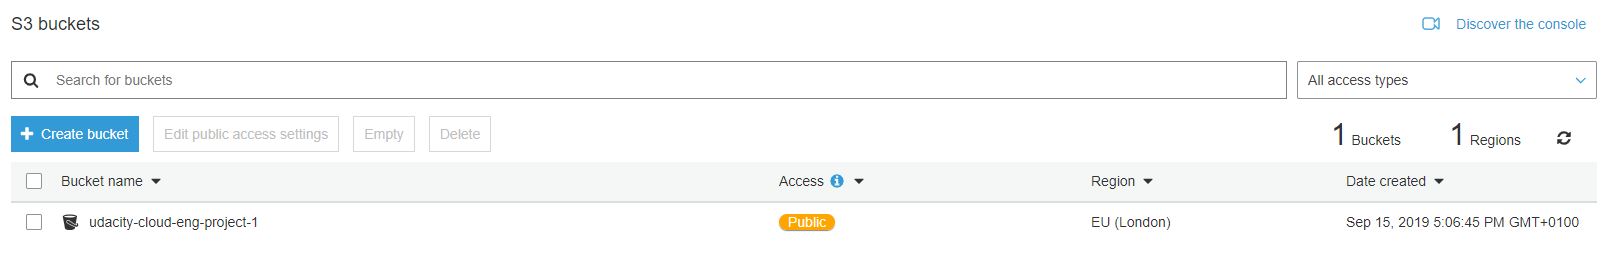 S3 buckets Discover the console
Search for buckets All access types
Create bucket Edit public access settings Empty Delete 1 Buckets 1 Regions
Bucket name Access Region Date created
udacity-cloud-eng-project-1 Public EU (London) Sep 15, 2019 5:06:45 PM GMT+0100